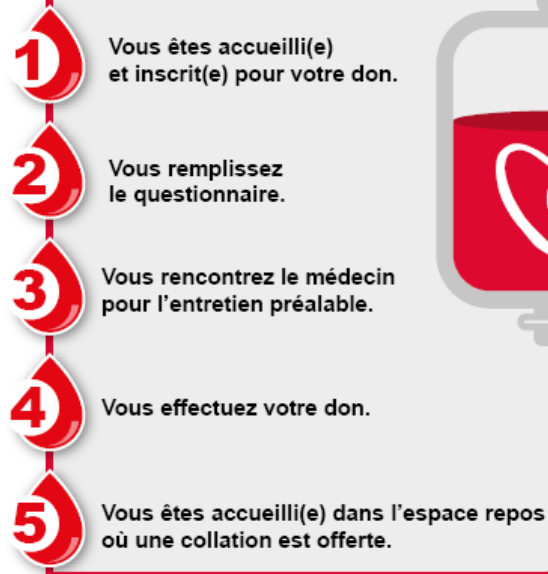 1
Vous êtes accueilli(e)
et inscrit(e) pour votre don.
2
Vous remplissez
le questionnaire.
3
Vous rencontrez le médecin
pour l'entretien préalable.
4
Vous effectuez votre don.
5
Vous êtes accueilli(e) dans l'espace repos
où une collation est offerte.